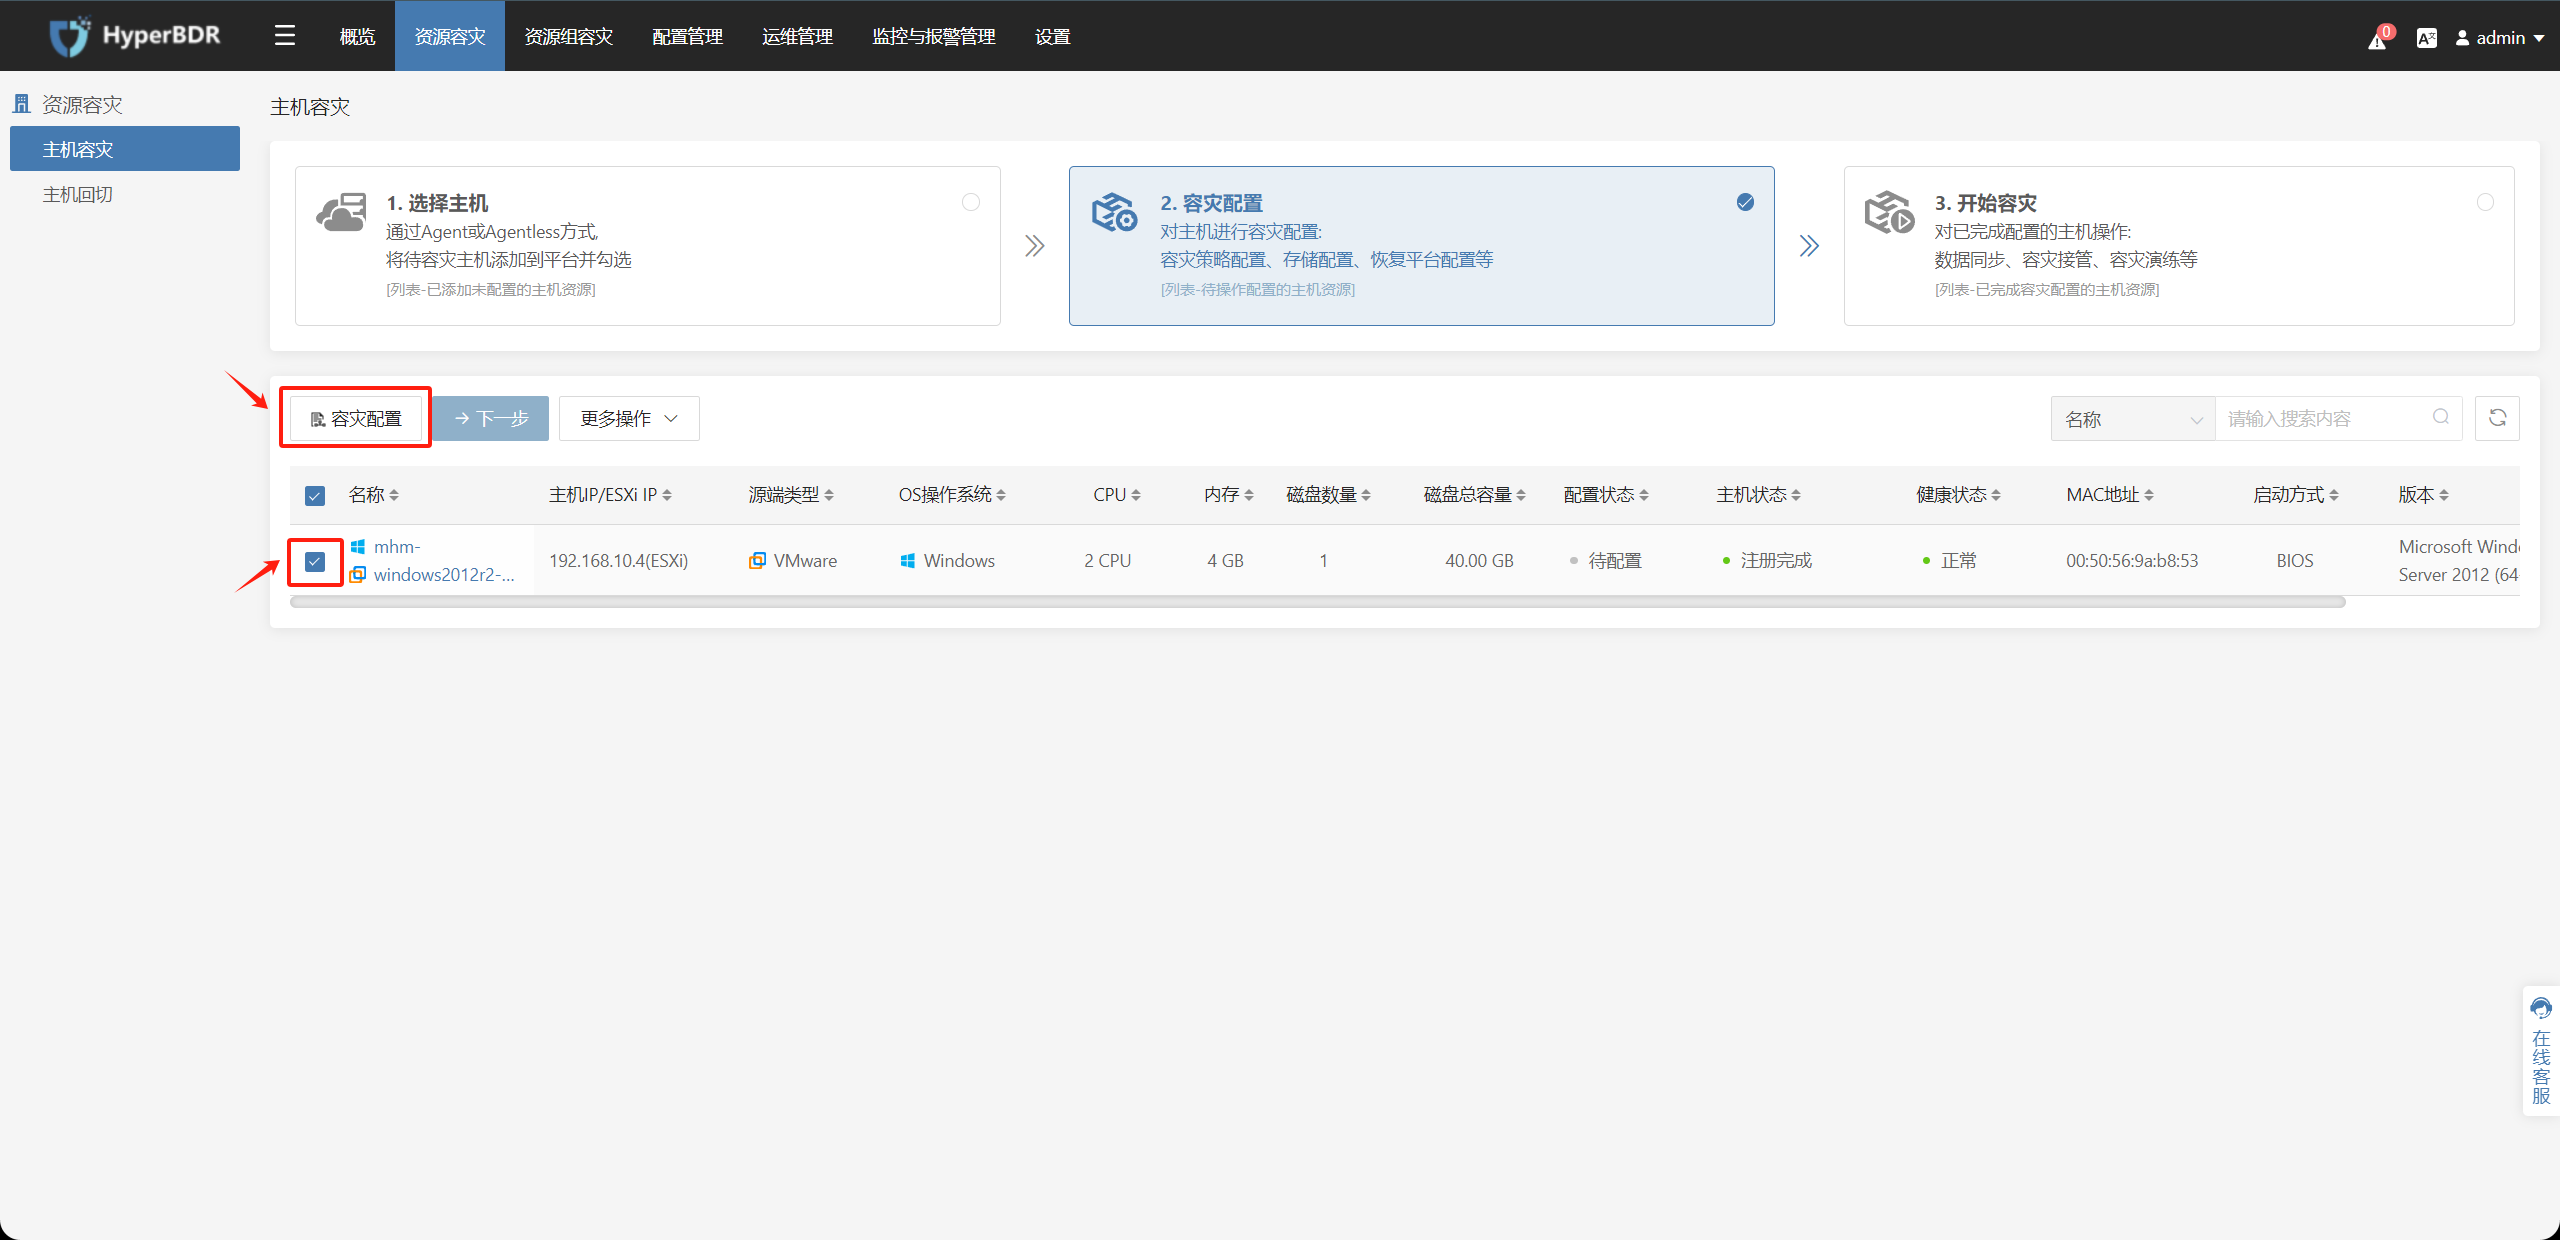 HyperBDR
概览
资源容灾
资源组容灾
配置管理
运维管理
监控与报警管理
设置
0
admin
资源容灾
主机容灾
主机回切
主机容灾
1. 选择主机
通过Agent或Agentless方式,
将待容灾主机添加到平台并勾选
[列表-已添加未配置的主机资源]
2. 容灾配置
对主机进行容灾配置:
容灾策略配置、存储配置、恢复平台配置等
[列表-待操作配置的主机资源]
3. 开始容灾
对已完成配置的主机操作:
数据同步、容灾接管、容灾演练等
[列表-已完成容灾配置的主机资源]
容灾配置
下一步
更多操作
名称
请输入搜索内容
名称 主机IP/ESXi IP 源端类型 OS操作系统 CPU 内存 磁盘数量 磁盘总容量 配置状态 主机状态 健康状态 MAC地址 启动方式 版本
mhm-
windows2012r2-...
192.168.10.4(ESXi)
VMware
Windows
2 CPU
4 GB
1
40.00 GB
待配置
注册完成
正常
00:50:56:9a:b8:53
BIOS
Microsoft Wind
Server 2012 (64
在线客服